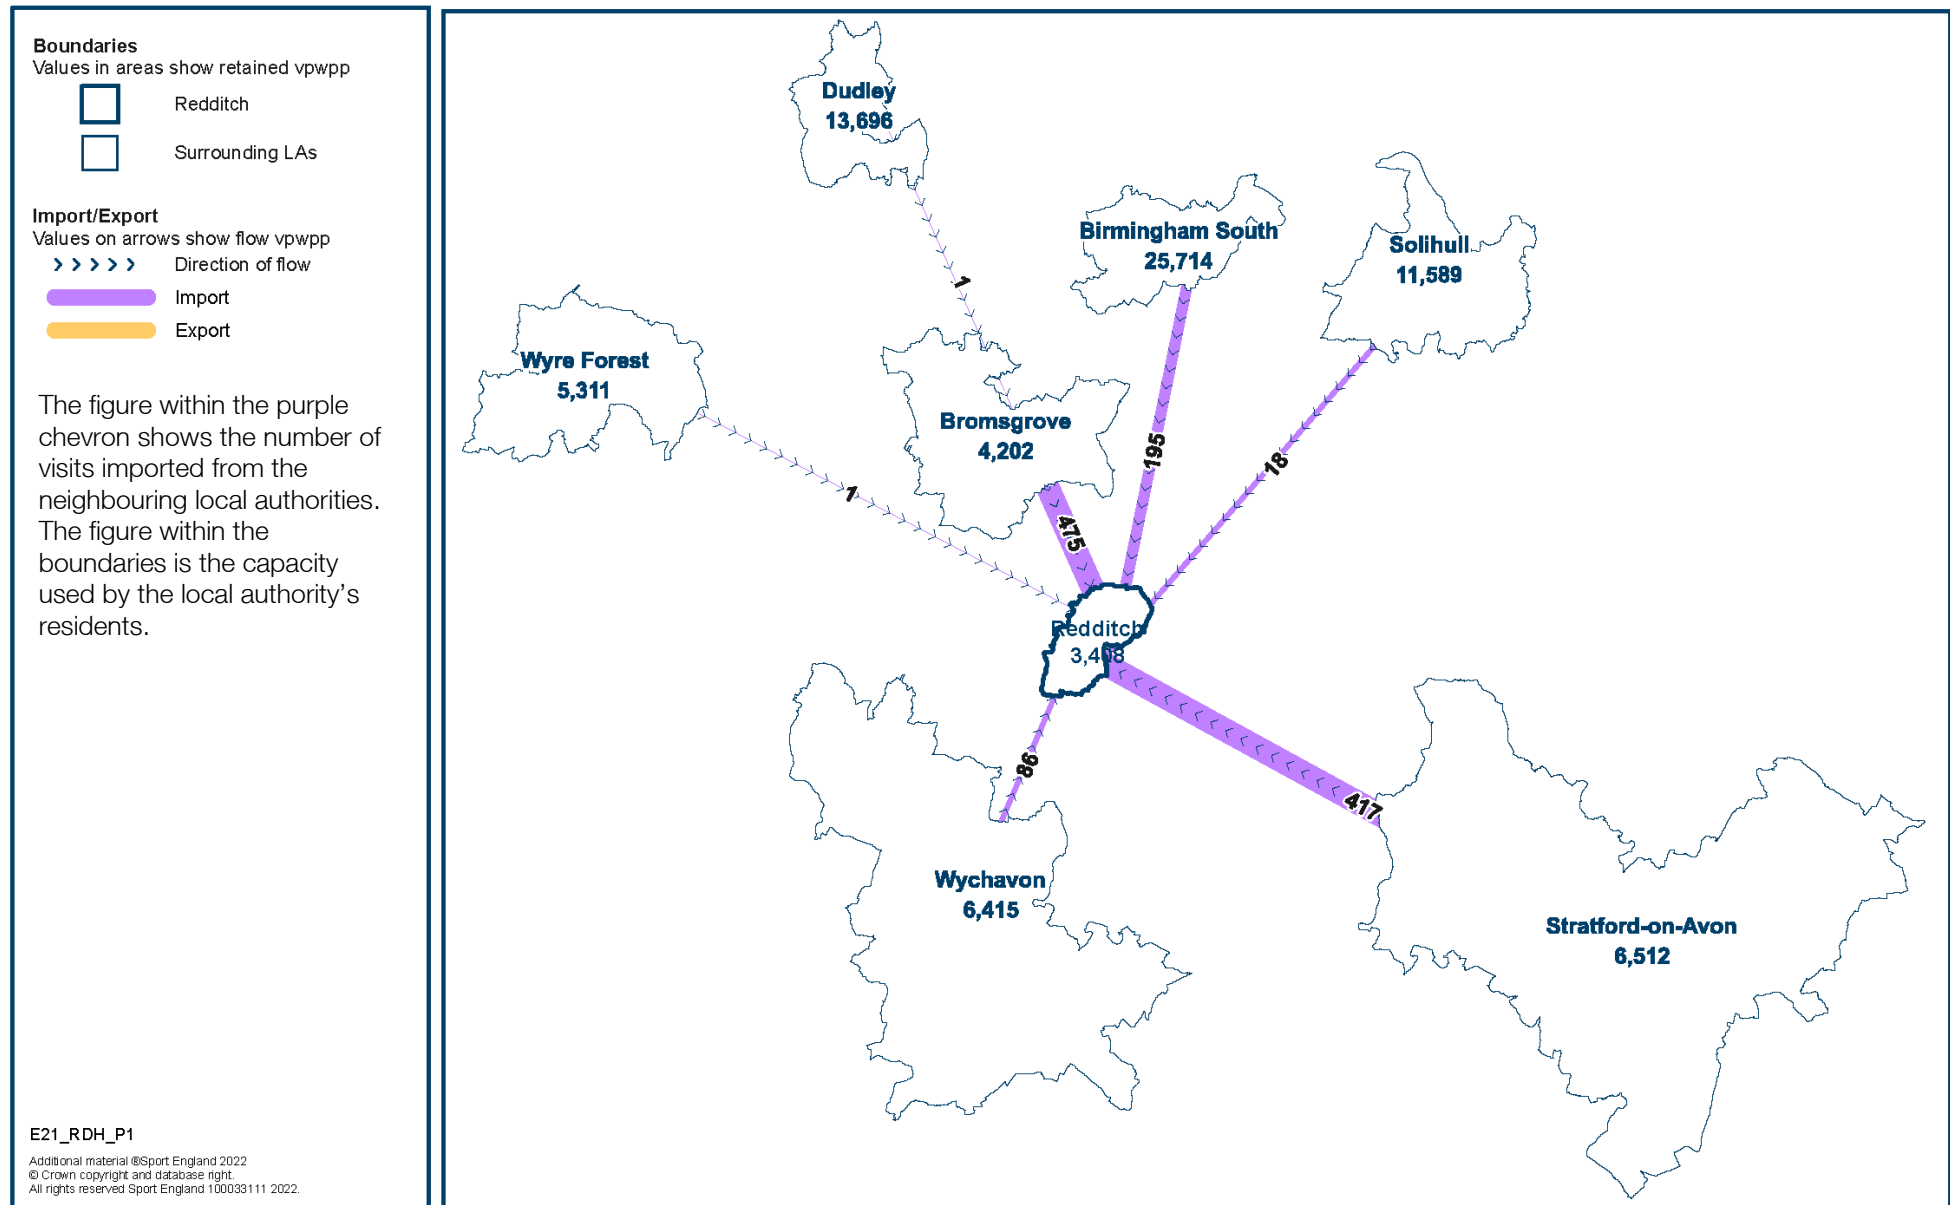 Boundaries
Values in areas show retained vpwpp
Redditch
Surrounding LAs
Import/Export
Values on arrows show flow vpwpp
Direction of flow
Import
Export
The figure within the purple
chevron shows the number of
visits imported from the
neighbouring local authorities.
The figure within the
boundaries is the capacity
used by the local authority’s
residents.
E21_RDH_P1
Additional material ®Sport England 2022
© Crown copyright and database right.
All rights reserved Sport England 100033111 2022.
Dudley
13,696
Birmingham South
25,714
Solihull
11,589
1
Wyre Forest
5,311
Bromsgrove
4,202
195
18
1
475
Redditch
3,408
86
417
Wychavon
6,415
Stratford-on-Avon
6,512